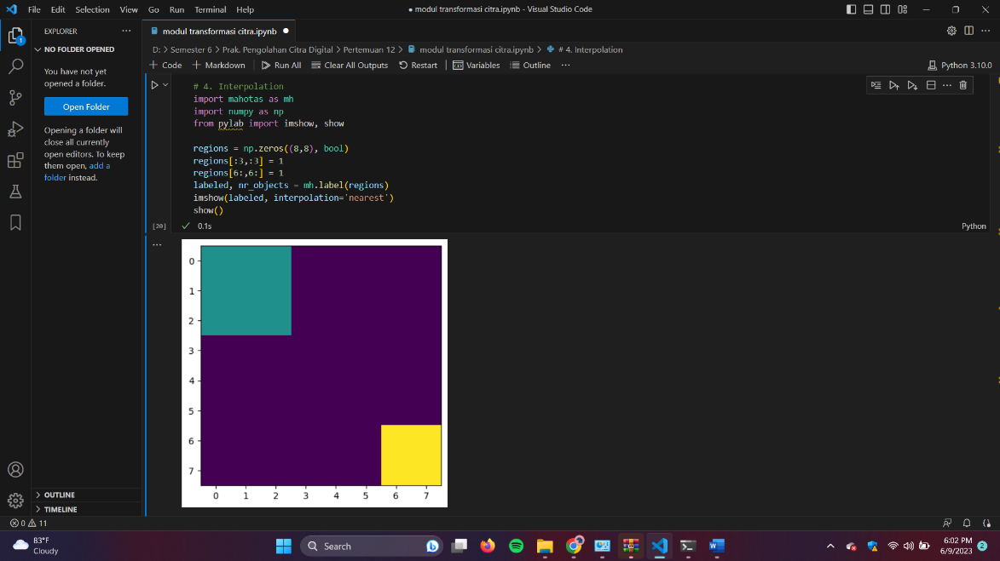 File Edit Selection View Go Run Terminal Help
● modul transformasi citra.ipynb - Visual Studio Code
1
EXPLORER ···
NO FOLDER OPENED
You have not yet
opened a folder.
Open Folder
Opening a folder will
close all currently
open editors. To keep
them open, add a
folder instead.
OUTLINE
TIMELINE
modul transformasi citra.ipynb ●
D: > Semester 6 > Prak. Pengolahan Citra Digital > Pertemuan 12 > modul transformasi citra.ipynb > # 4. Interpolation
+ Code + Markdown Run All Clear All Outputs Restart Variables Outline ···
Python 3.10.0
# 4. Interpolation
import mahotas as mh
import numpy as np
from pylab import imshow, show
regions = np.zeros((8,8), bool)
regions[:3,:3] = 1
regions[6:,6:] = 1
labeled, nr_objects = mh.label(regions)
imshow(labeled, interpolation='nearest')
show()
[20] ✓ 0.1s
Python
0
1
2
3
4
5
6
7
0 1 2 3 4 5 6 7
0 11
83°F
Cloudy
Search
6:02 PM
6/9/2023
2